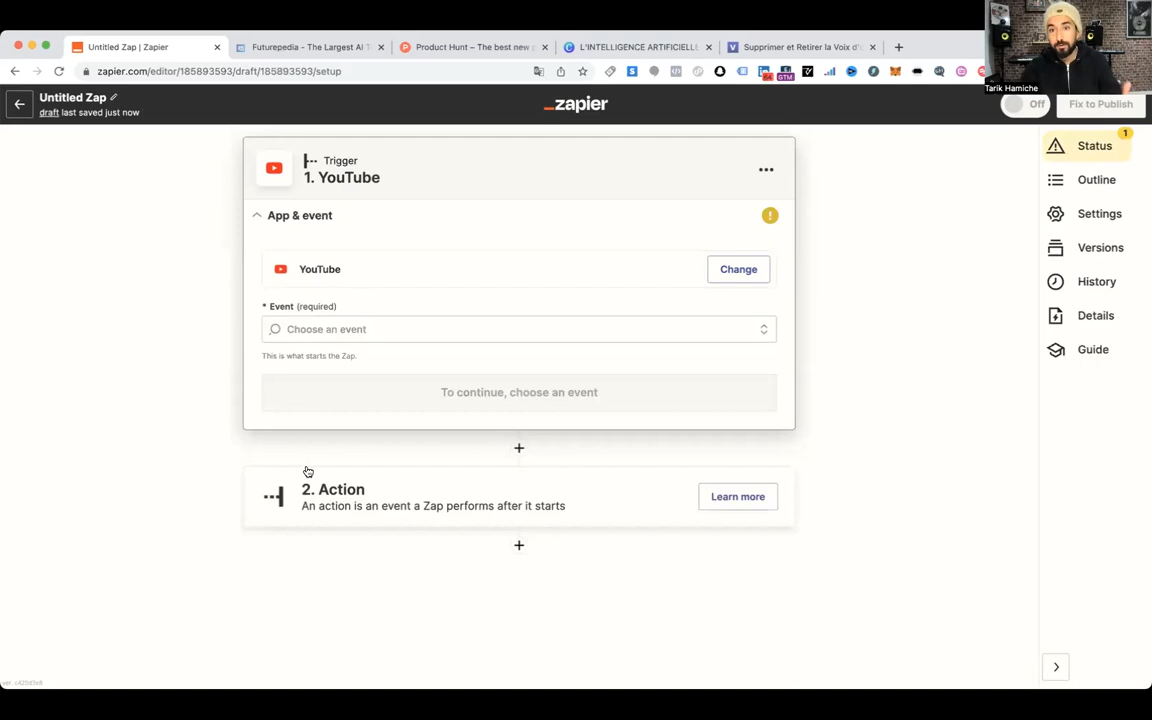 Untitled Zap | Zapier
Futurepedia - The Largest AI T
Product Hunt – The best new p
L'INTELLIGENCE ARTIFICIELL
Supprimer et Retirer la Voix d'
zapier.com/editor/185893593/draft/185893593/setup
GTM
Tarik Hamiche
Untitled Zap
draft last saved just now
_zapier
Off
Fix to Publish
Trigger
1. YouTube
App & event
YouTube
Change
* Event (required)
Choose an event
This is what starts the Zap.
To continue, choose an event
2. Action
An action is an event a Zap performs after it starts
Learn more
1
Status
Outline
Settings
Versions
History
Details
Guide